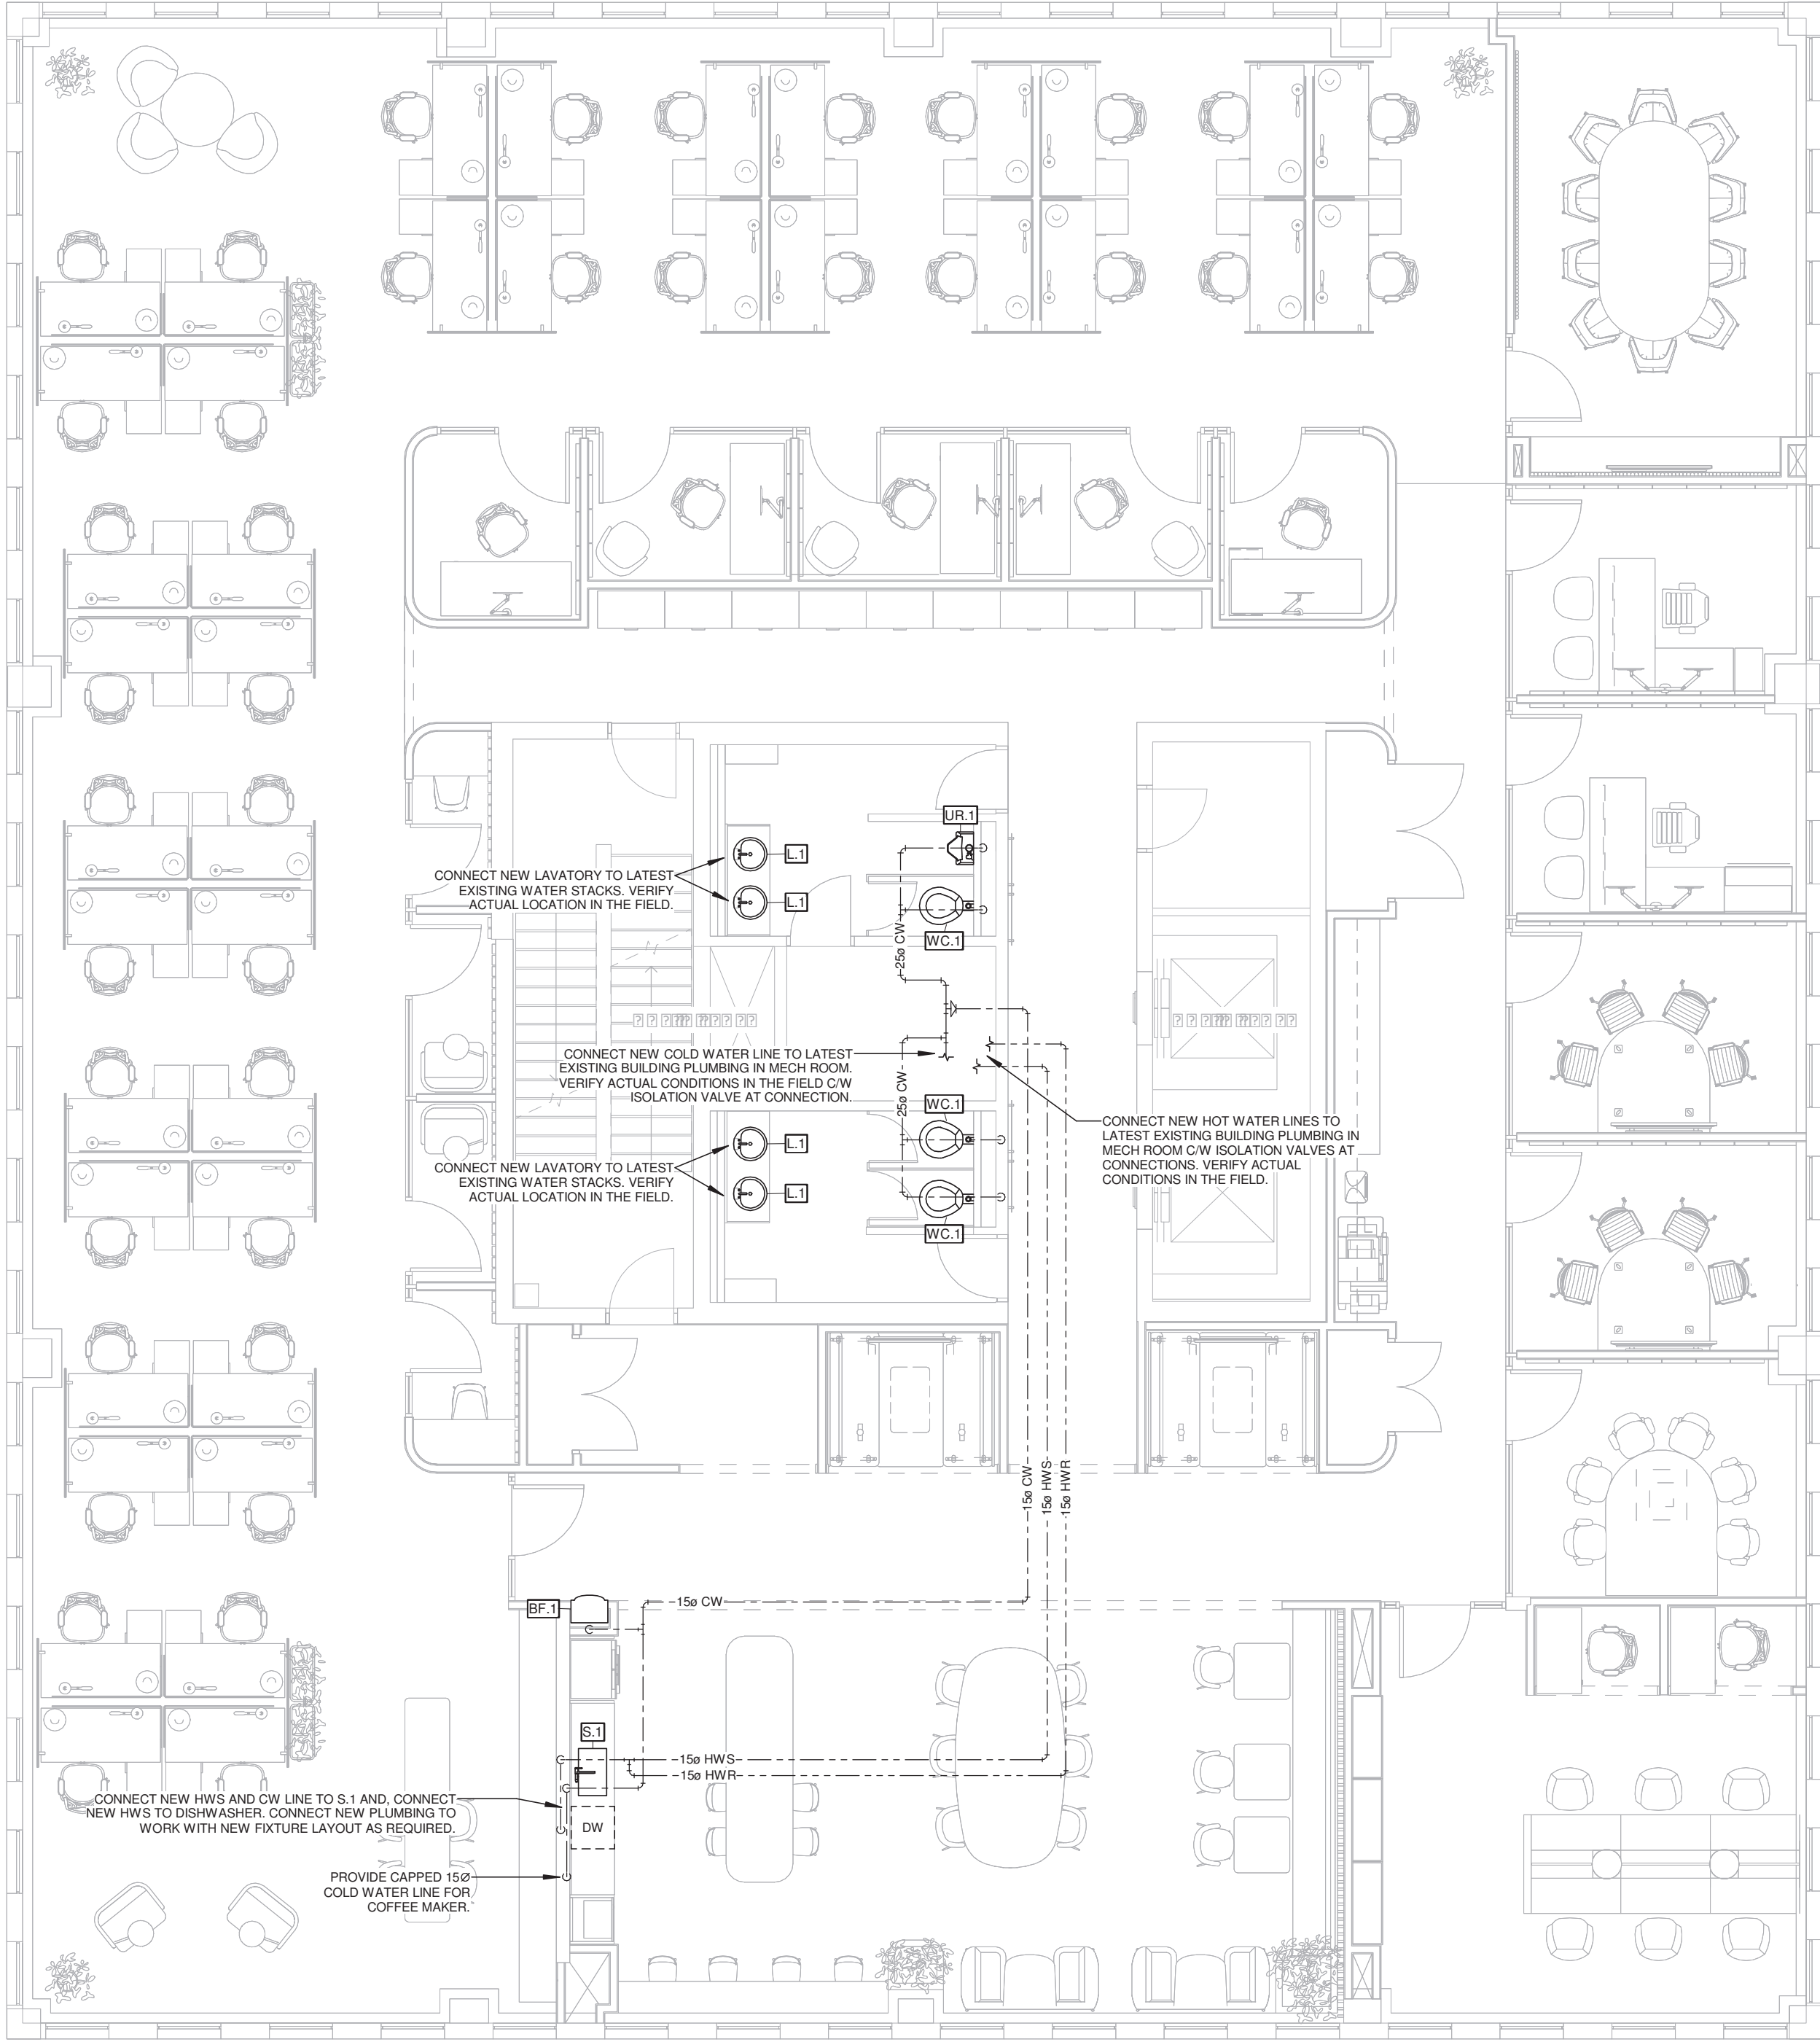 UR.1
L.1
CONNECT NEW LAVATORY TO LATEST
EXISTING WATER STACKS. VERIFY
ACTUAL LOCATION IN THE FIELD.
L.1
WC.1
25ø CW
CONNECT NEW COLD WATER LINE TO LATEST
EXISTING BUILDING PLUMBING IN MECH ROOM.
VERIFY ACTUAL CONDITIONS IN THE FIELD C/W
ISOLATION VALVE AT CONNECTION.
25ø CW
WC.1
CONNECT NEW HOT WATER LINES TO
LATEST EXISTING BUILDING PLUMBING IN
MECH ROOM C/W ISOLATION VALVES AT
CONNECTIONS. VERIFY ACTUAL
CONDITIONS IN THE FIELD.
L.1
CONNECT NEW LAVATORY TO LATEST
EXISTING WATER STACKS. VERIFY
ACTUAL LOCATION IN THE FIELD.
L.1
WC.1
15ø CW
15ø HWS
15ø HWR
BF.1
15ø CW
S.1
15ø HWS
15ø HWR
CONNECT NEW HWS AND CW LINE TO S.1 AND, CONNECT
NEW HWS TO DISHWASHER. CONNECT NEW PLUMBING TO
WORK WITH NEW FIXTURE LAYOUT AS REQUIRED.
DW
PROVIDE CAPPED 15Ø
COLD WATER LINE FOR
COFFEE MAKER.